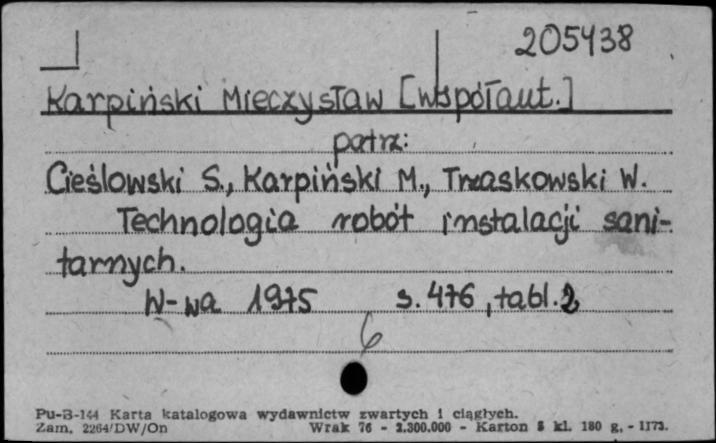 205438
Karpiński Mieczysław [współaut.]
patrz:
Cieślowski S., Karpiński M., Trzaskowski W.
Technologia robót instalacji sani-
tarnych.
W-wa 1975 s. 476, tabl. 2
6
Pu-B-144 Karta katalogowa wydawnictw zwartych i ciągłych.
Zam. 2264/DW/On Wrak 76 - 2.300.000 - Karton 5 kl. 180 g. - 1173.